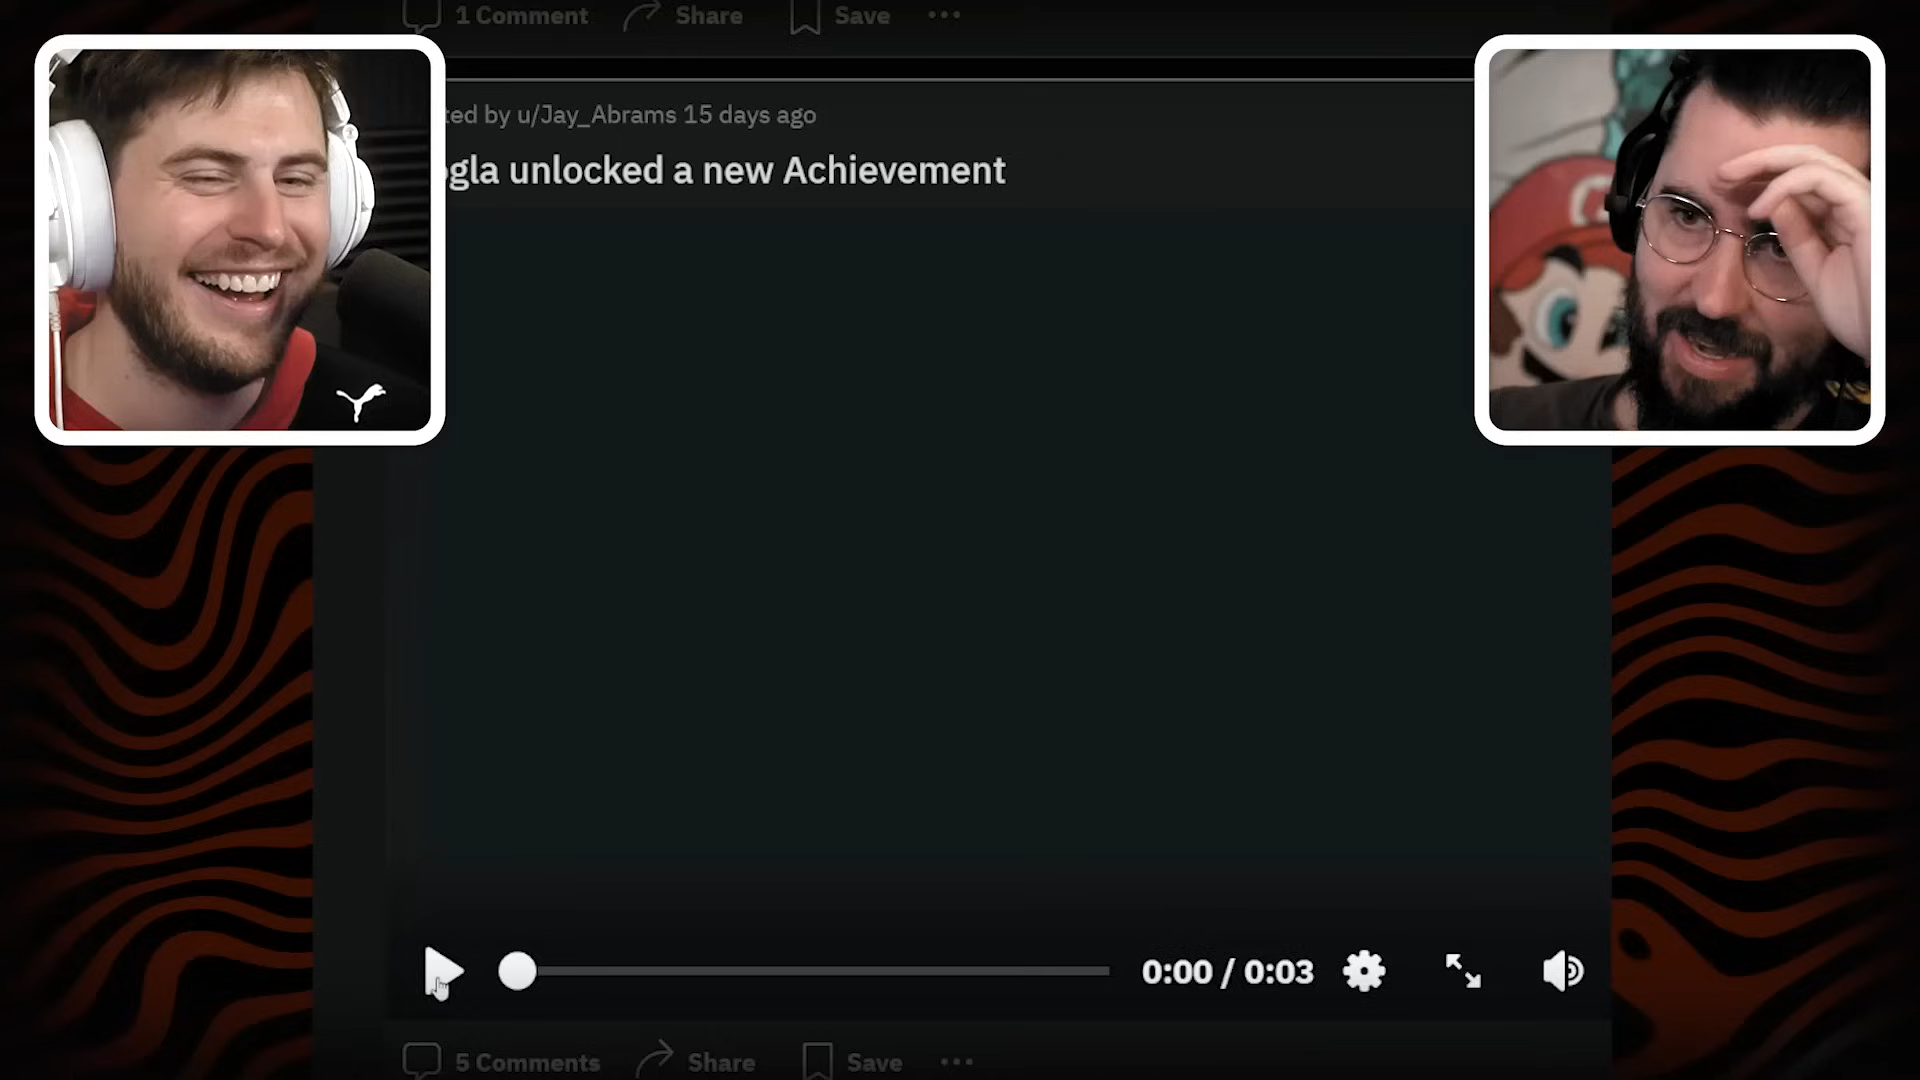 1 Comment Share Save
ted by u/Jay_Abrams 15 days ago
ogla unlocked a new Achievement
0:00 / 0:03
5 Comments Share Save